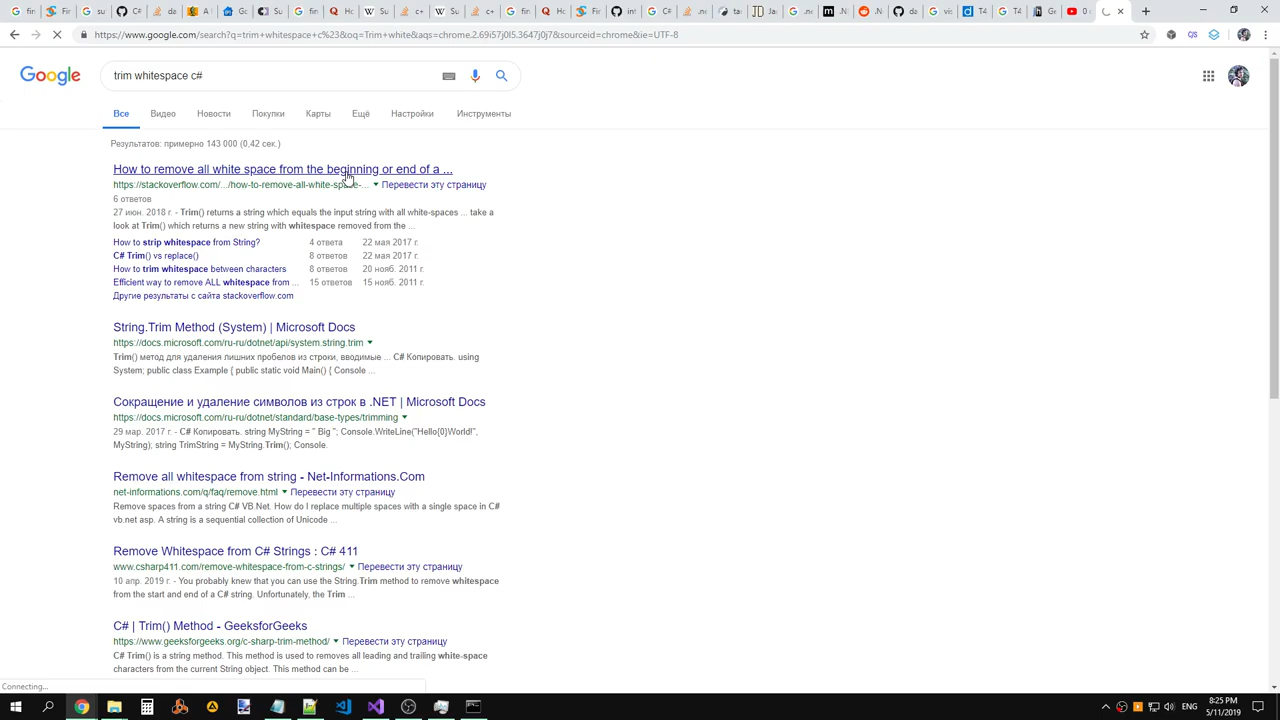 https://www.google.com/search?q=trim+whitespace+c%23&oq=Trim+white&aqs=chrome.2.69i57j0l5.3647j0j7&sourceid=chrome&ie=UTF-8
Google
trim whitespace c#
Все
Видео
Новости
Покупки
Карты
Ещё
Настройки
Инструменты
Результатов: примерно 143 000 (0,42 сек.)
How to remove all white space from the beginning or end of a ...
https://stackoverflow.com/.../how-to-remove-all-white-space-... Перевести эту страницу
6 ответов
27 июн. 2018 г. - Trim() returns a string which equals the input string with all white-spaces ... take a
look at Trim() which returns a new string with whitespace removed from the ...
How to strip whitespace from String? 4 ответа 22 мая 2017 г.
C# Trim() vs replace() 8 ответов 22 мая 2017 г.
How to trim whitespace between characters 8 ответов 20 нояб. 2011 г.
Efficient way to remove ALL whitespace from ... 15 ответов 15 нояб. 2011 г.
Другие результаты с сайта stackoverflow.com
String.Trim Method (System) | Microsoft Docs
https://docs.microsoft.com/ru-ru/dotnet/api/system.string.trim
Trim() метод для удаления лишних пробелов из строки, вводимые ... C# Копировать. using
System; public class Example { public static void Main() { Console ...
Сокращение и удаление символов из строк в .NET | Microsoft Docs
https://docs.microsoft.com/ru-ru/dotnet/standard/base-types/trimming
29 мар. 2017 г. - C# Копировать. string MyString = " Big "; Console.WriteLine("Hello{0}World!",
MyString); string TrimString = MyString.Trim(); Console.
Remove all whitespace from string - Net-Informations.Com
net-informations.com/q/faq/remove.html Перевести эту страницу
Remove spaces from a string C# VB.Net. How do I replace multiple spaces with a single space in C#
vb.net asp. A string is a sequential collection of Unicode ...
Remove Whitespace from C# Strings : C# 411
www.csharp411.com/remove-whitespace-from-c-strings/ Перевести эту страницу
10 апр. 2019 г. - You probably knew that you can use the String.Trim method to remove whitespace
from the start and end of a C# string. Unfortunately, the Trim ...
C# | Trim() Method - GeeksforGeeks
https://www.geeksforgeeks.org/c-sharp-trim-method/ Перевести эту страницу
C# Trim() is a string method. This method is used to removes all leading and trailing white-space
characters from the current String object. This method can be ...
Connecting...
8:25 PM
5/11/2019